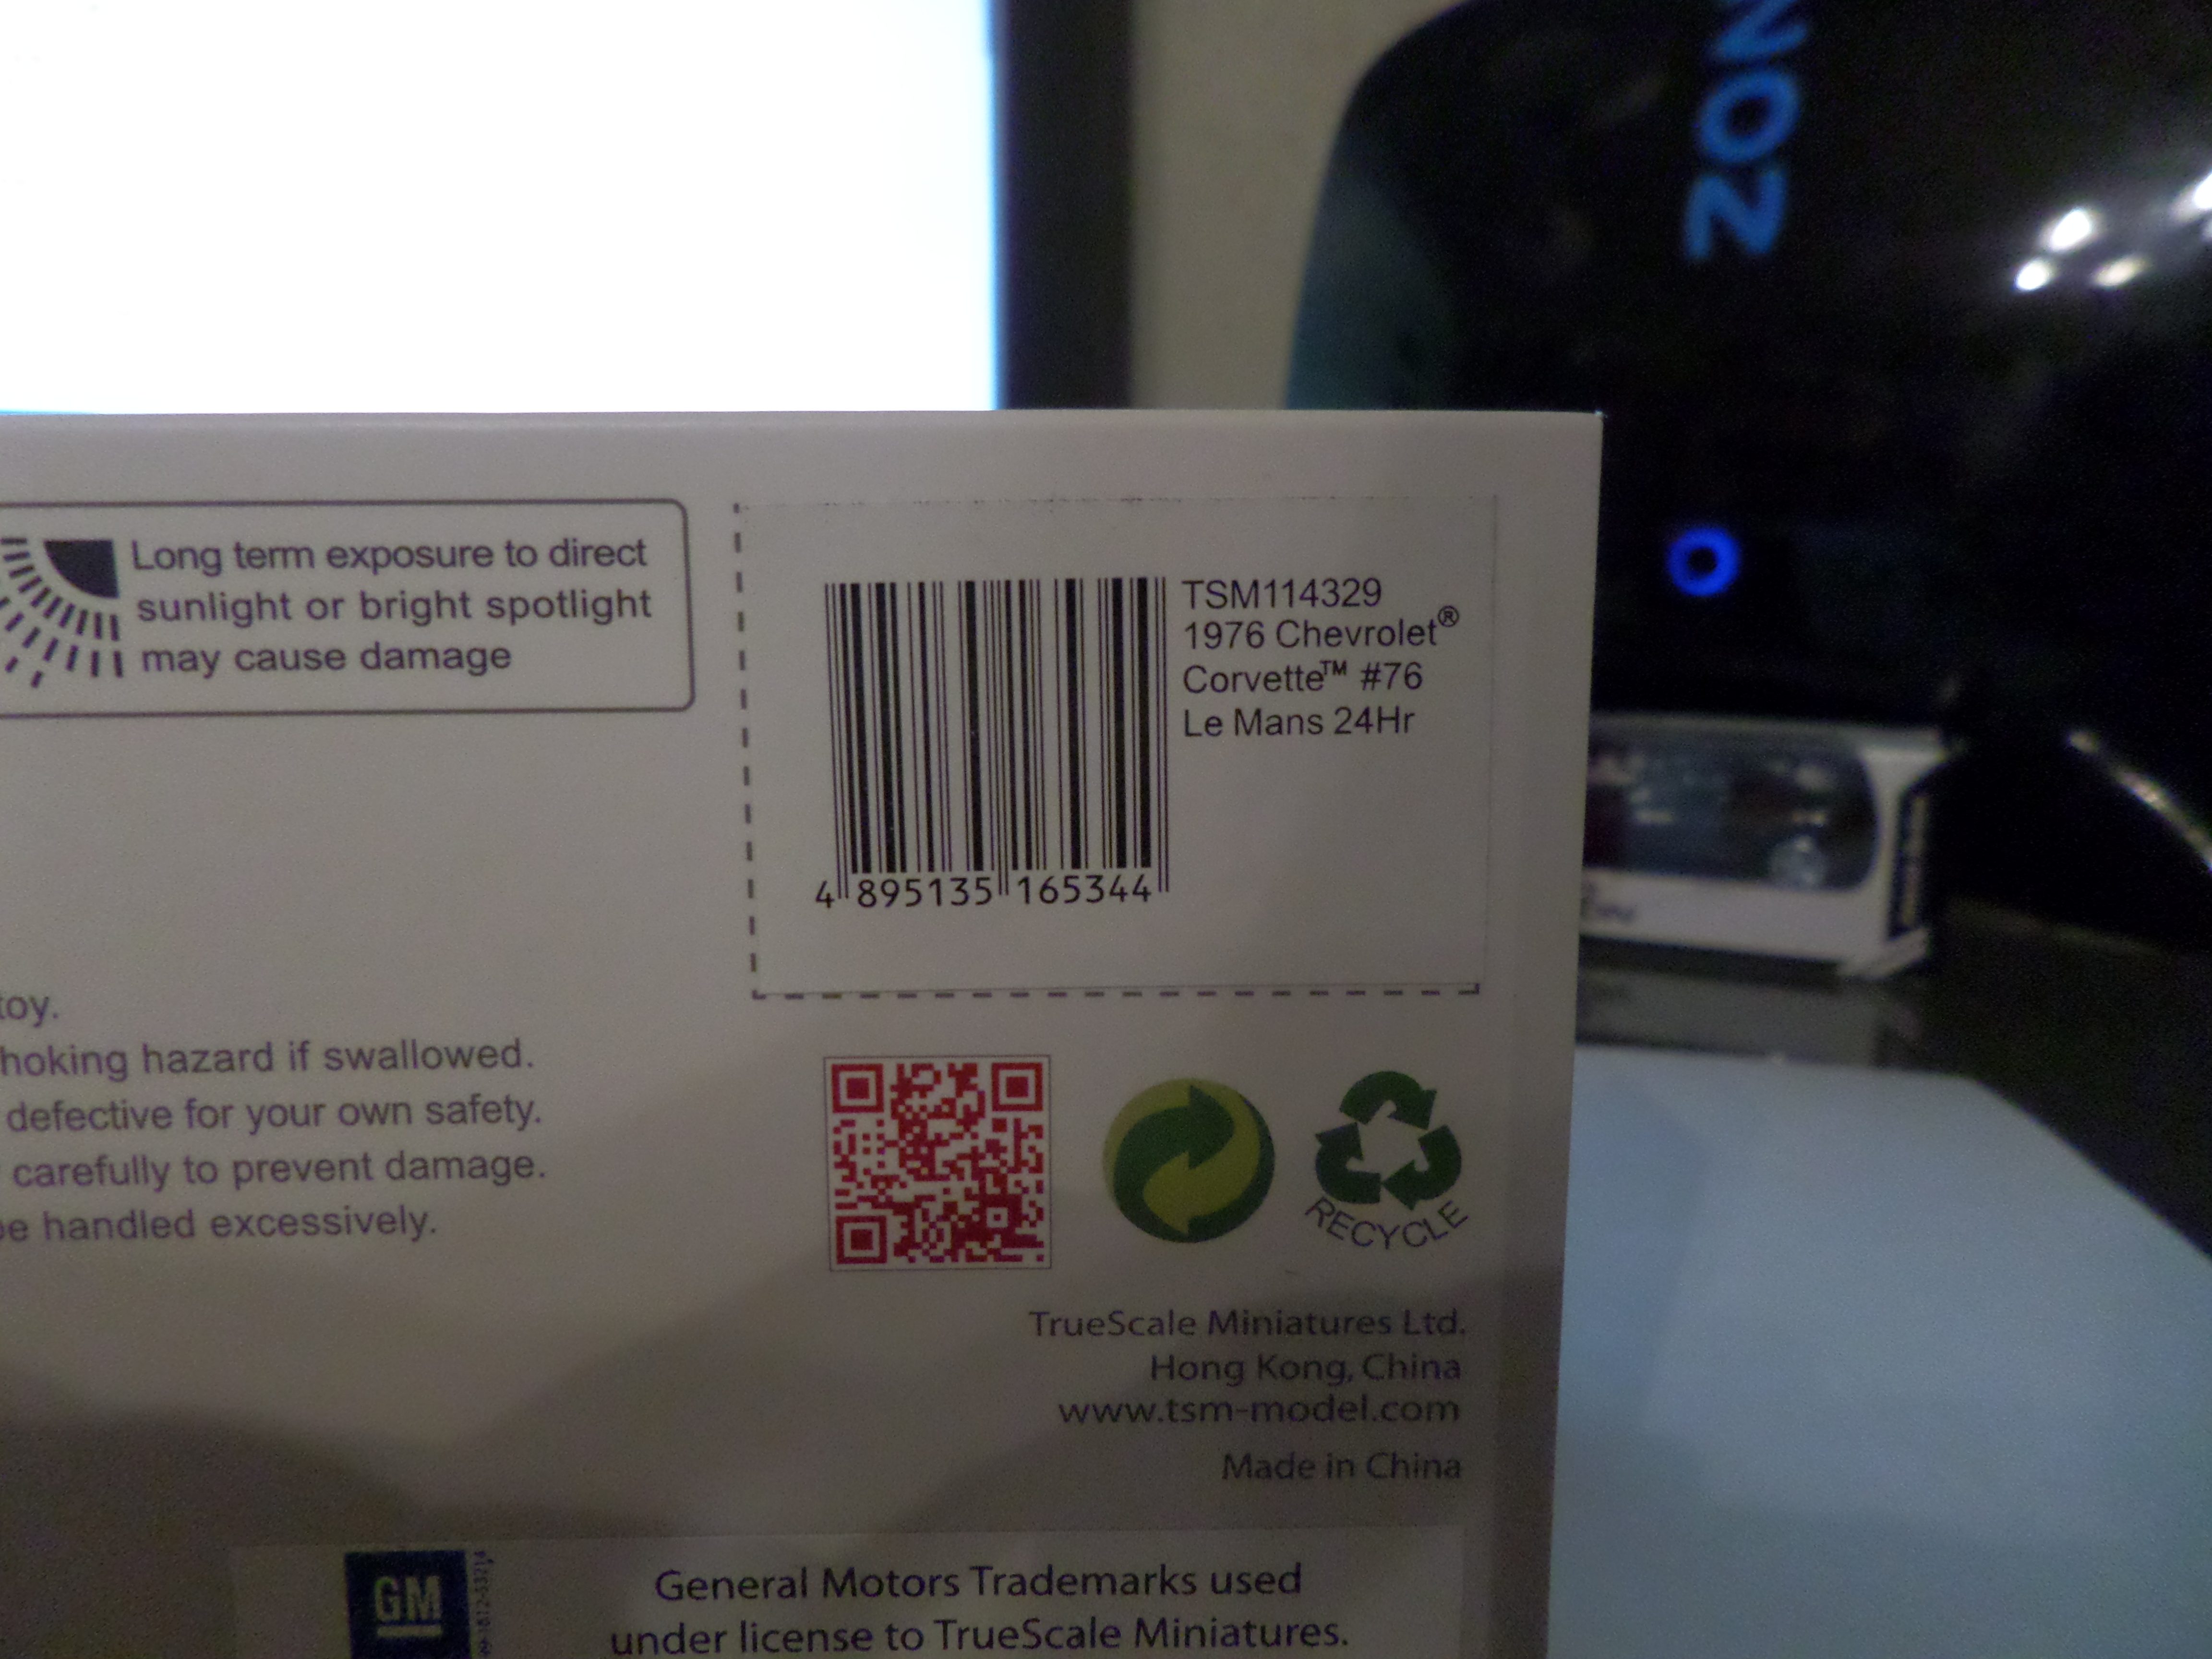 ZOZ
Long term exposure to direct
sunlight or bright spotlight
may cause damage
TSM114329
1976 Chevrolet®
Corvette™ #76
Le Mans 24Hr
4 895135 165344
toy.
hoking hazard if swallowed.
defective for your own safety.
carefully to prevent damage.
be handled excessively.
RECYCLE
TrueScale Miniatures Ltd.
Hong Kong, China
www.tsm-model.com
Made in China
GM
General Motors Trademarks used
under license to TrueScale Miniatures.